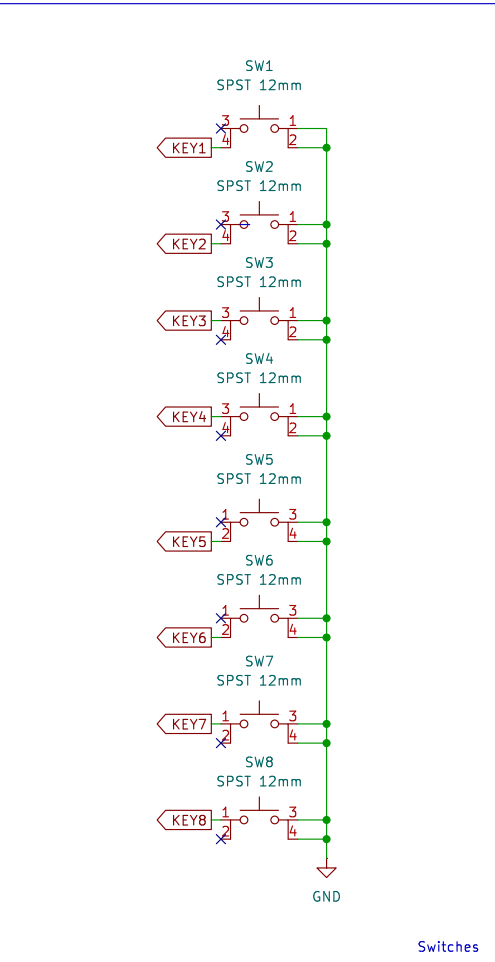 SW1
SPST 12mm
3 1
4 2
KEY1
SW2
SPST 12mm
3 1
4 2
KEY2
SW3
SPST 12mm
KEY3 3 1
4 2
SW4
SPST 12mm
KEY4 3 1
4 2
SW5
SPST 12mm
1 3
2 4
KEY5
SW6
SPST 12mm
1 3
2 4
KEY6
SW7
SPST 12mm
KEY7 1 3
2 4
SW8
SPST 12mm
KEY8 1 3
2 4
GND
Switches